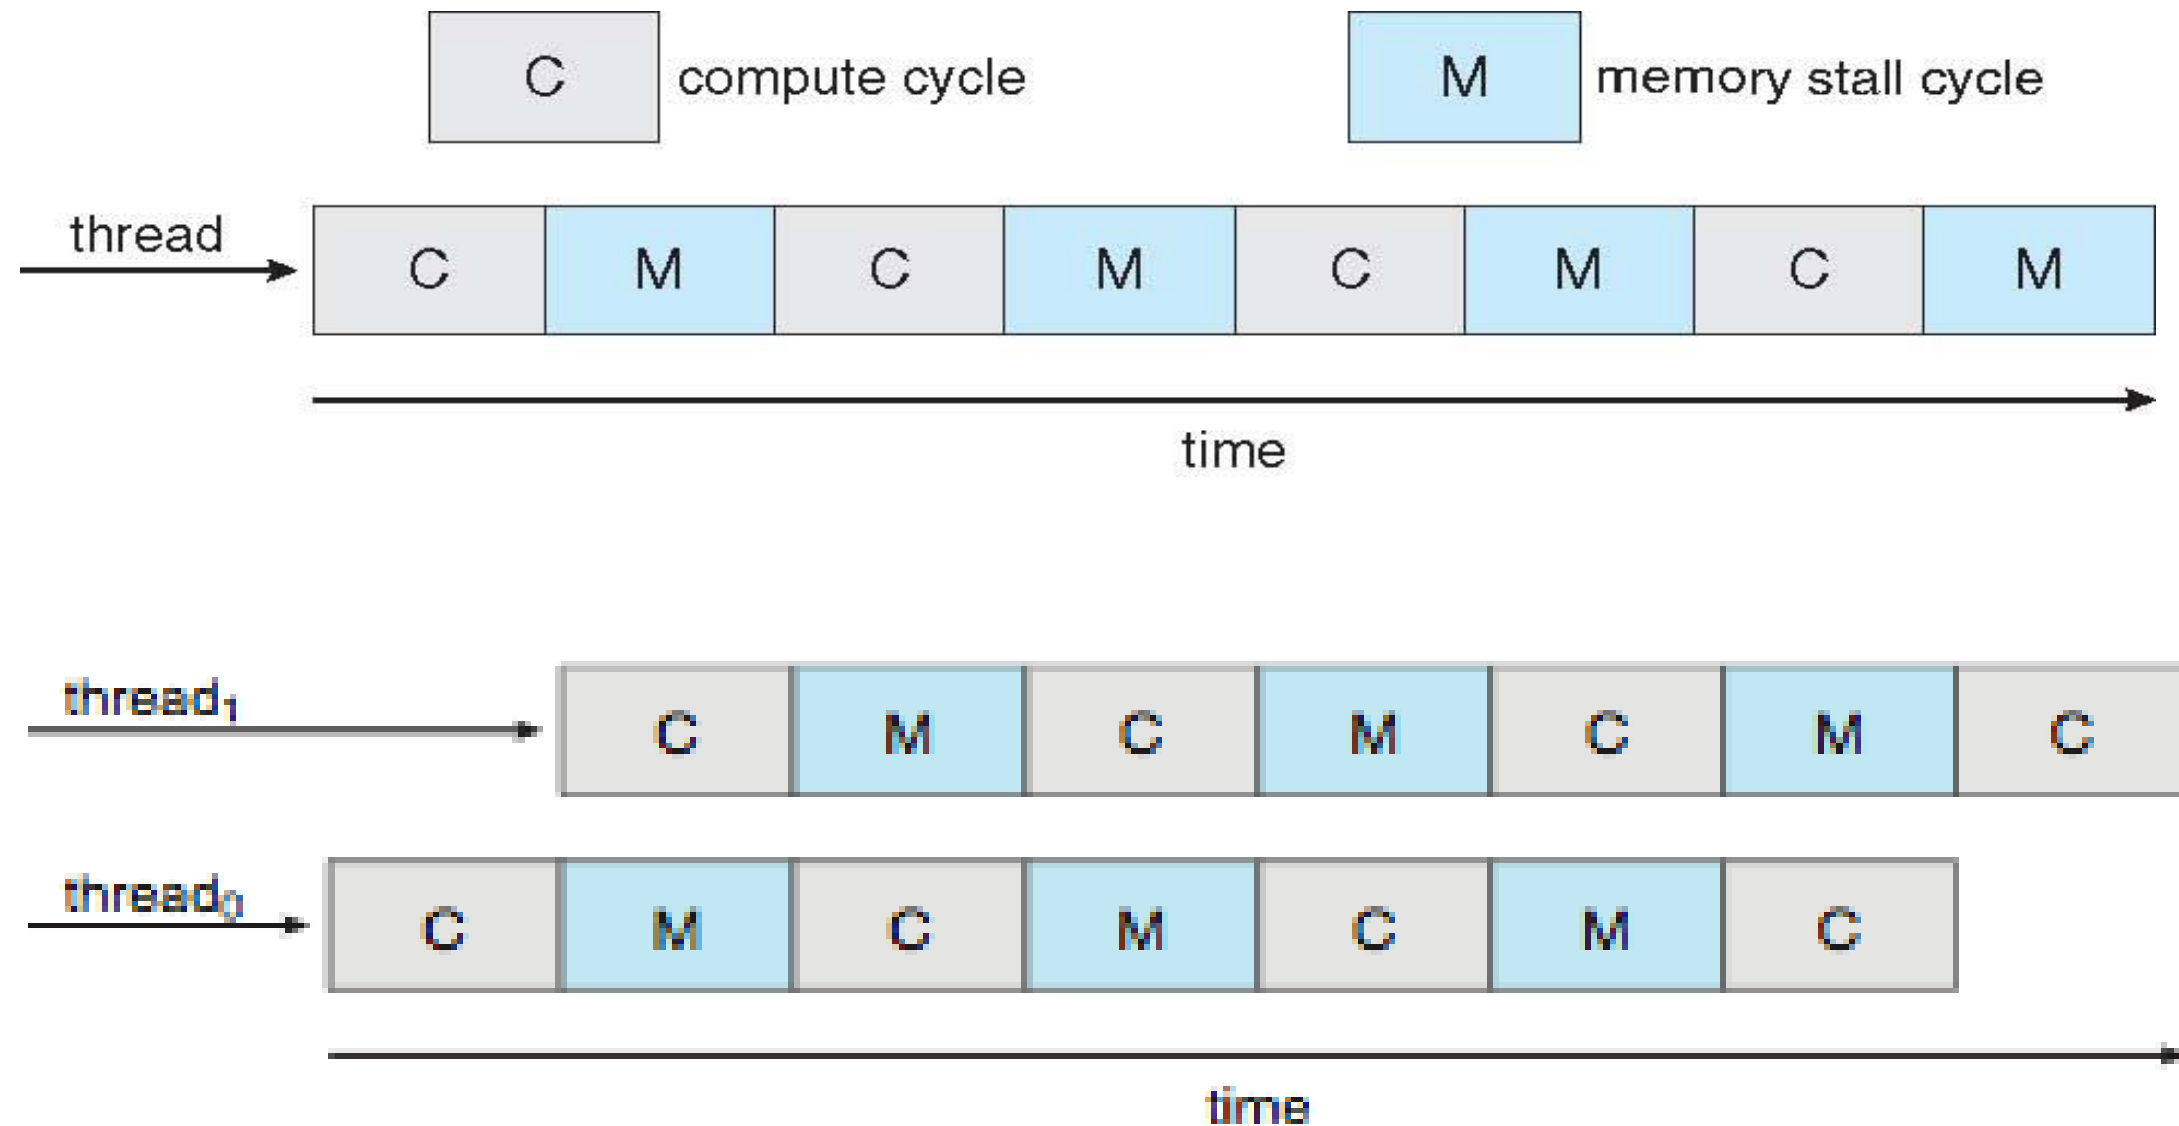 C compute cycle M memory stall cycle
thread
C M C M C M C M
time
thread1
C M C M C M C
thread0
C M C M C M C
time